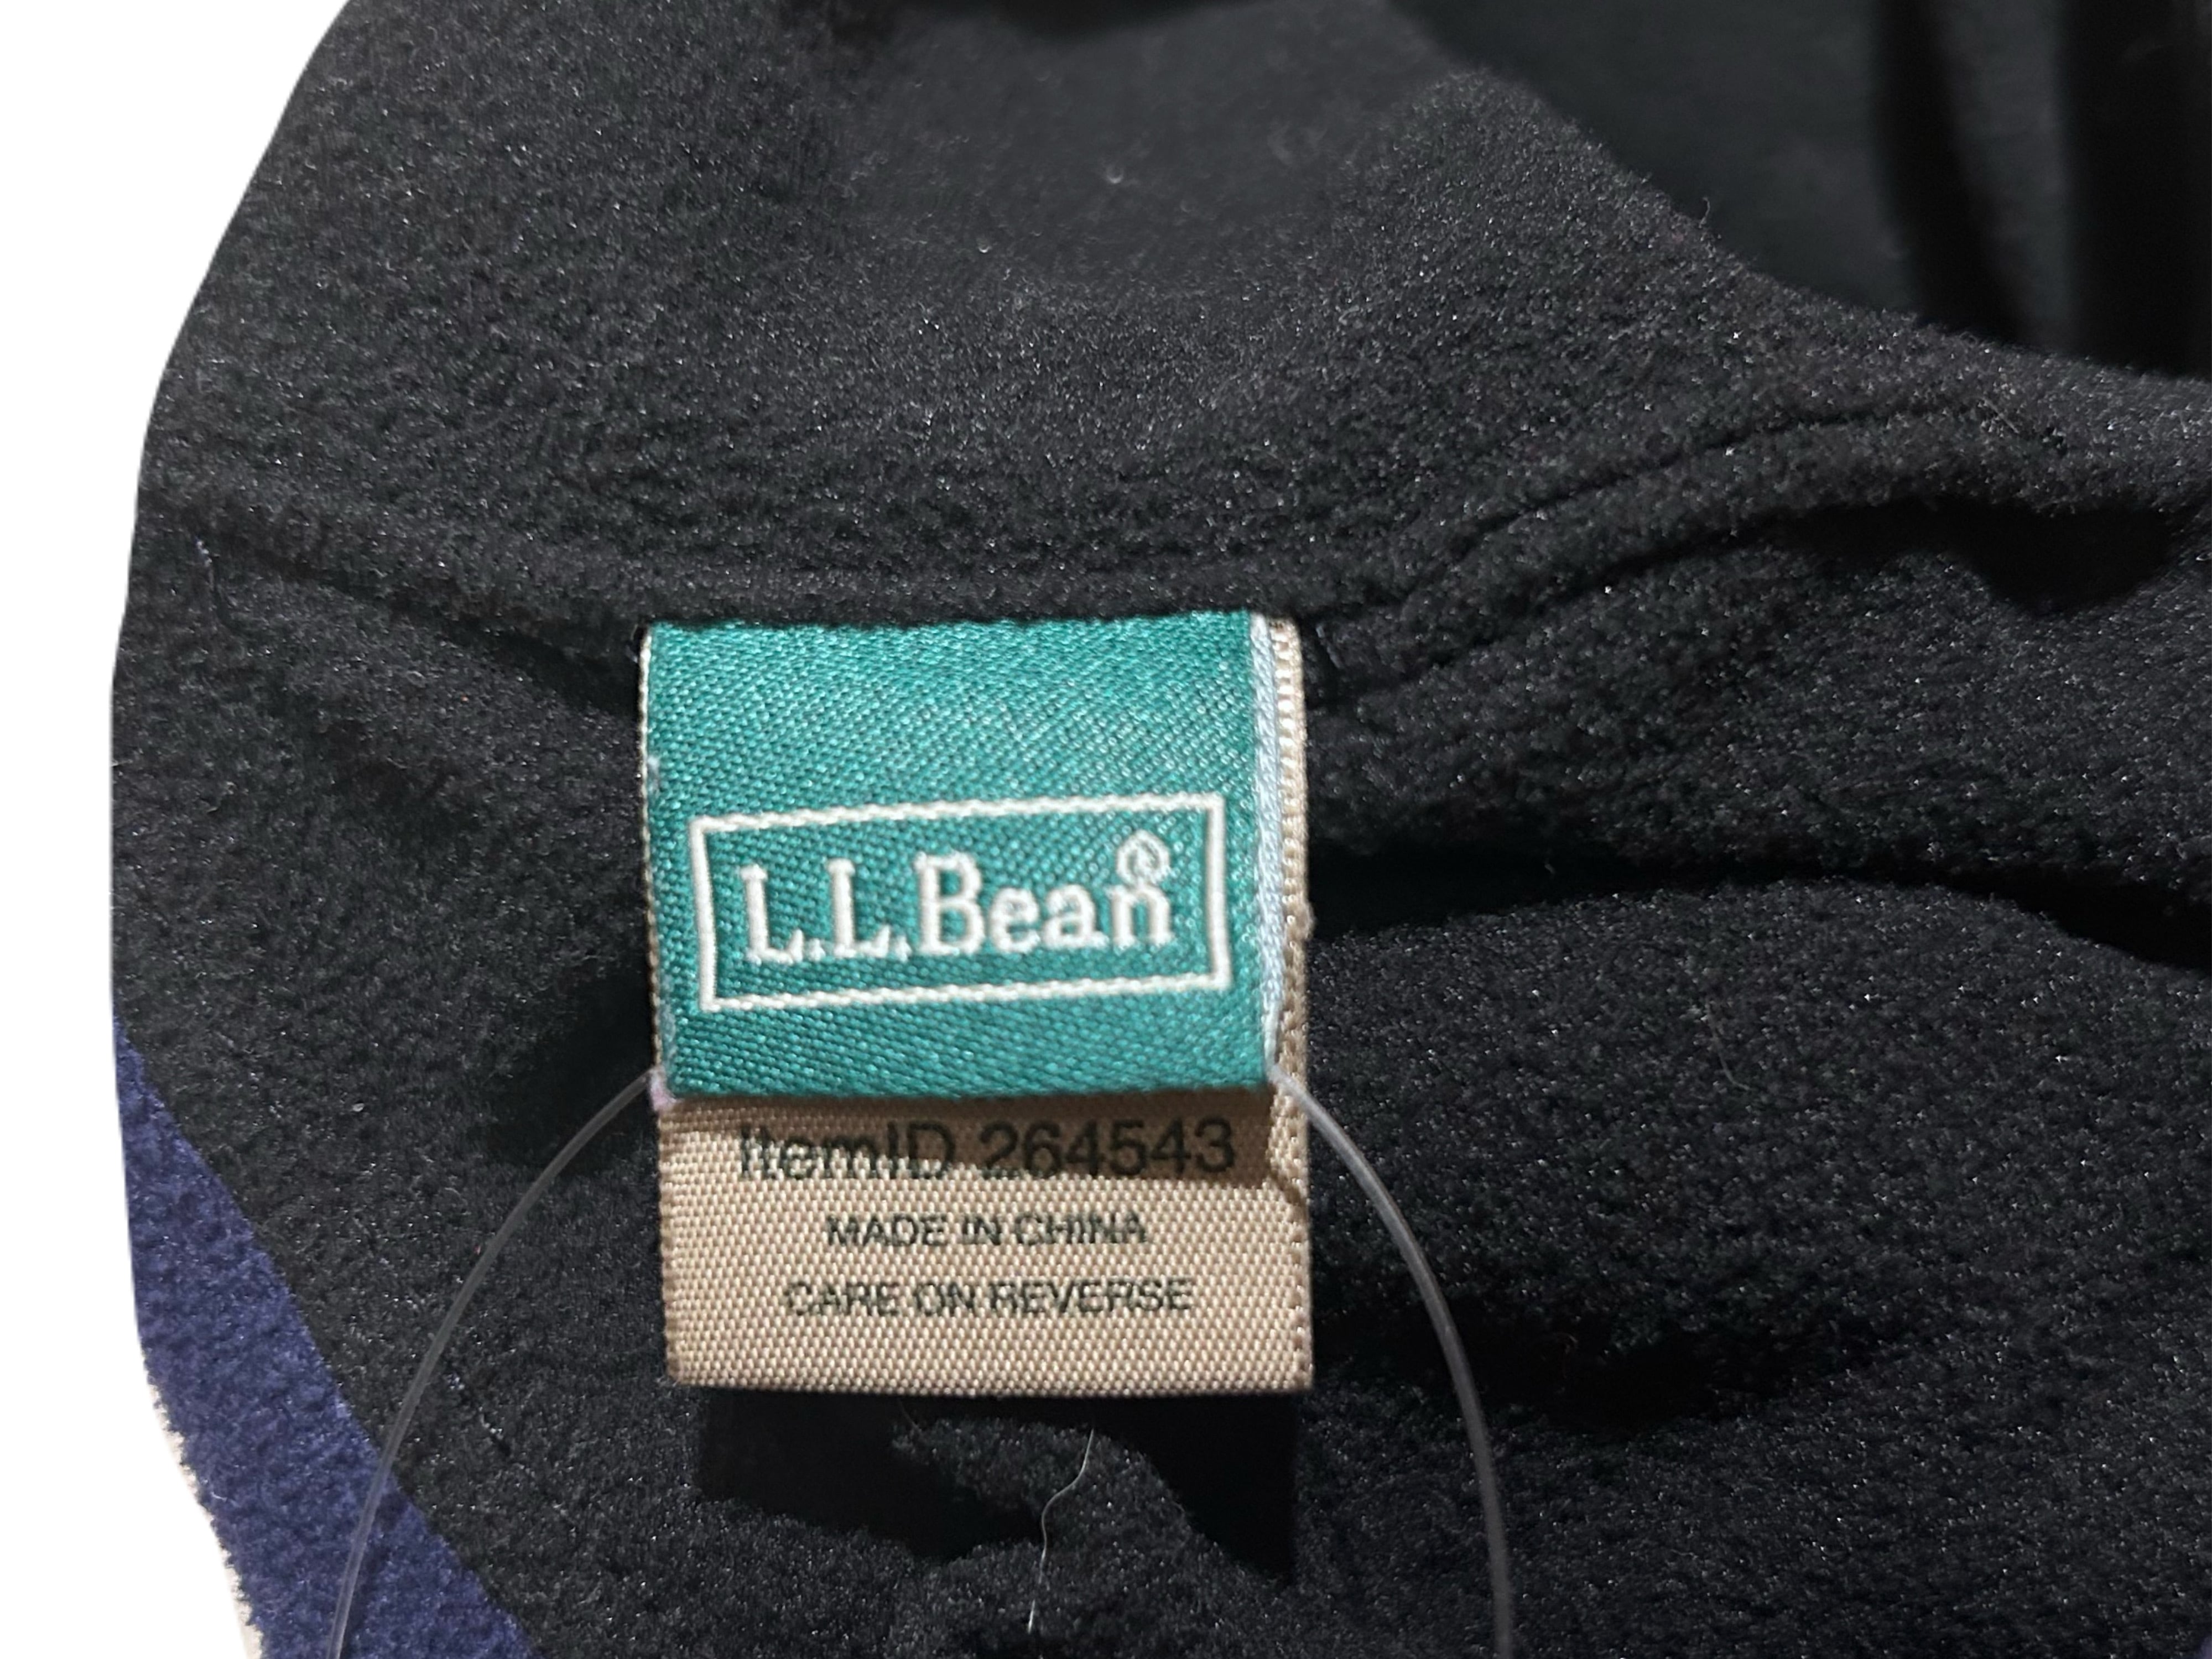 L.L.Bean®
ItemID 264543
MADE IN CHINA
CARE ON REVERSE